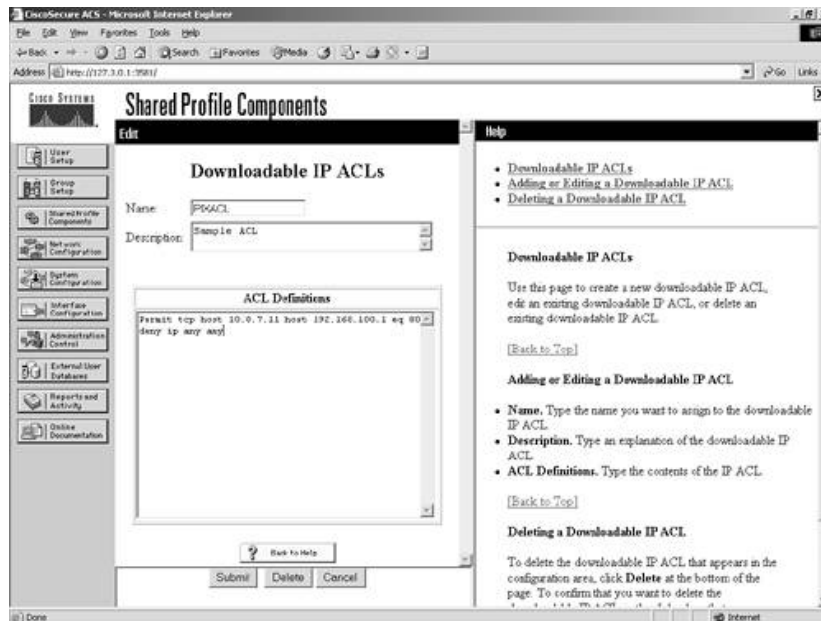 CiscoSecure ACS - Microsoft Internet Explorer
File Edit View Favorites Tools Help
Back Search Favorites Media
Address http://127.0.0.1:3581/ Go Links
Cisco Systems
Shared Profile Components
Edit
Help
User Setup
Group Setup
Shared Profile Components
Network Configuration
System Configuration
Interface Configuration
Administration Control
External User Databases
Reports and Activity
Online Documentation
Downloadable IP ACLs
Name: PIXACL
Description: Sample ACL
ACL Definitions
Permit tcp host 10.0.7.11 host 192.168.100.1 eq 80
deny ip any any
Back to Help
Submit Delete Cancel
• Downloadable IP ACLs
• Adding or Editing a Downloadable IP ACL
• Deleting a Downloadable IP ACL
Downloadable IP ACLs
Use this page to create a new downloadable IP ACL,
edit an existing downloadable IP ACL, or delete an
existing downloadable IP ACL.
[Back to Top]
Adding or Editing a Downloadable IP ACL
• Name. Type the name you want to assign to the downloadable
IP ACL.
• Description. Type an explanation of the downloadable IP
ACL.
• ACL Definitions. Type the contents of the IP ACL.
[Back to Top]
Deleting a Downloadable IP ACL
To delete the downloadable IP ACL that appears in the
configuration area, click Delete at the bottom of the
page. To confirm that you want to delete the
Done
Internet